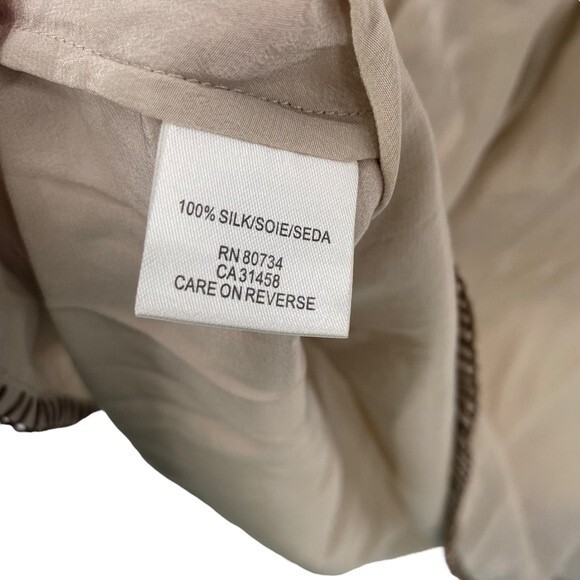 100% SILK/SOIE/SEDA
RN 80734
CA 31458
CARE ON REVERSE